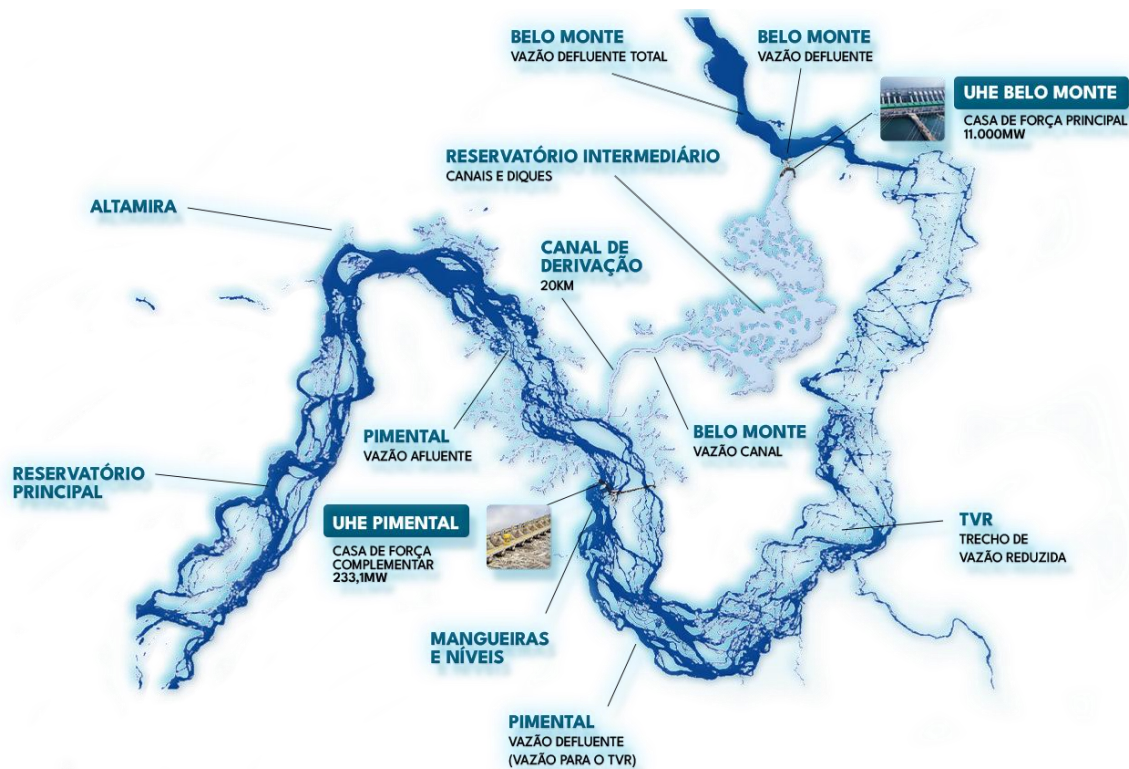 BELO MONTE
VAZÃO DEFLUENTE TOTAL
BELO MONTE
VAZÃO DEFLUENTE
UHE BELO MONTE
CASA DE FORÇA PRINCIPAL
11.000MW
RESERVATÓRIO INTERMEDIÁRIO
CANAIS E DIQUES
ALTAMIRA
CANAL DE
DERIVAÇÃO
20KM
PIMENTAL
VAZÃO AFLUENTE
BELO MONTE
VAZÃO CANAL
RESERVATÓRIO
PRINCIPAL
UHE PIMENTAL
CASA DE FORÇA
COMPLEMENTAR
233,1MW
TVR
TRECHO DE
VAZÃO REDUZIDA
MANGUEIRAS
E NÍVEIS
PIMENTAL
VAZÃO DEFLUENTE
(VAZÃO PARA O TVR)